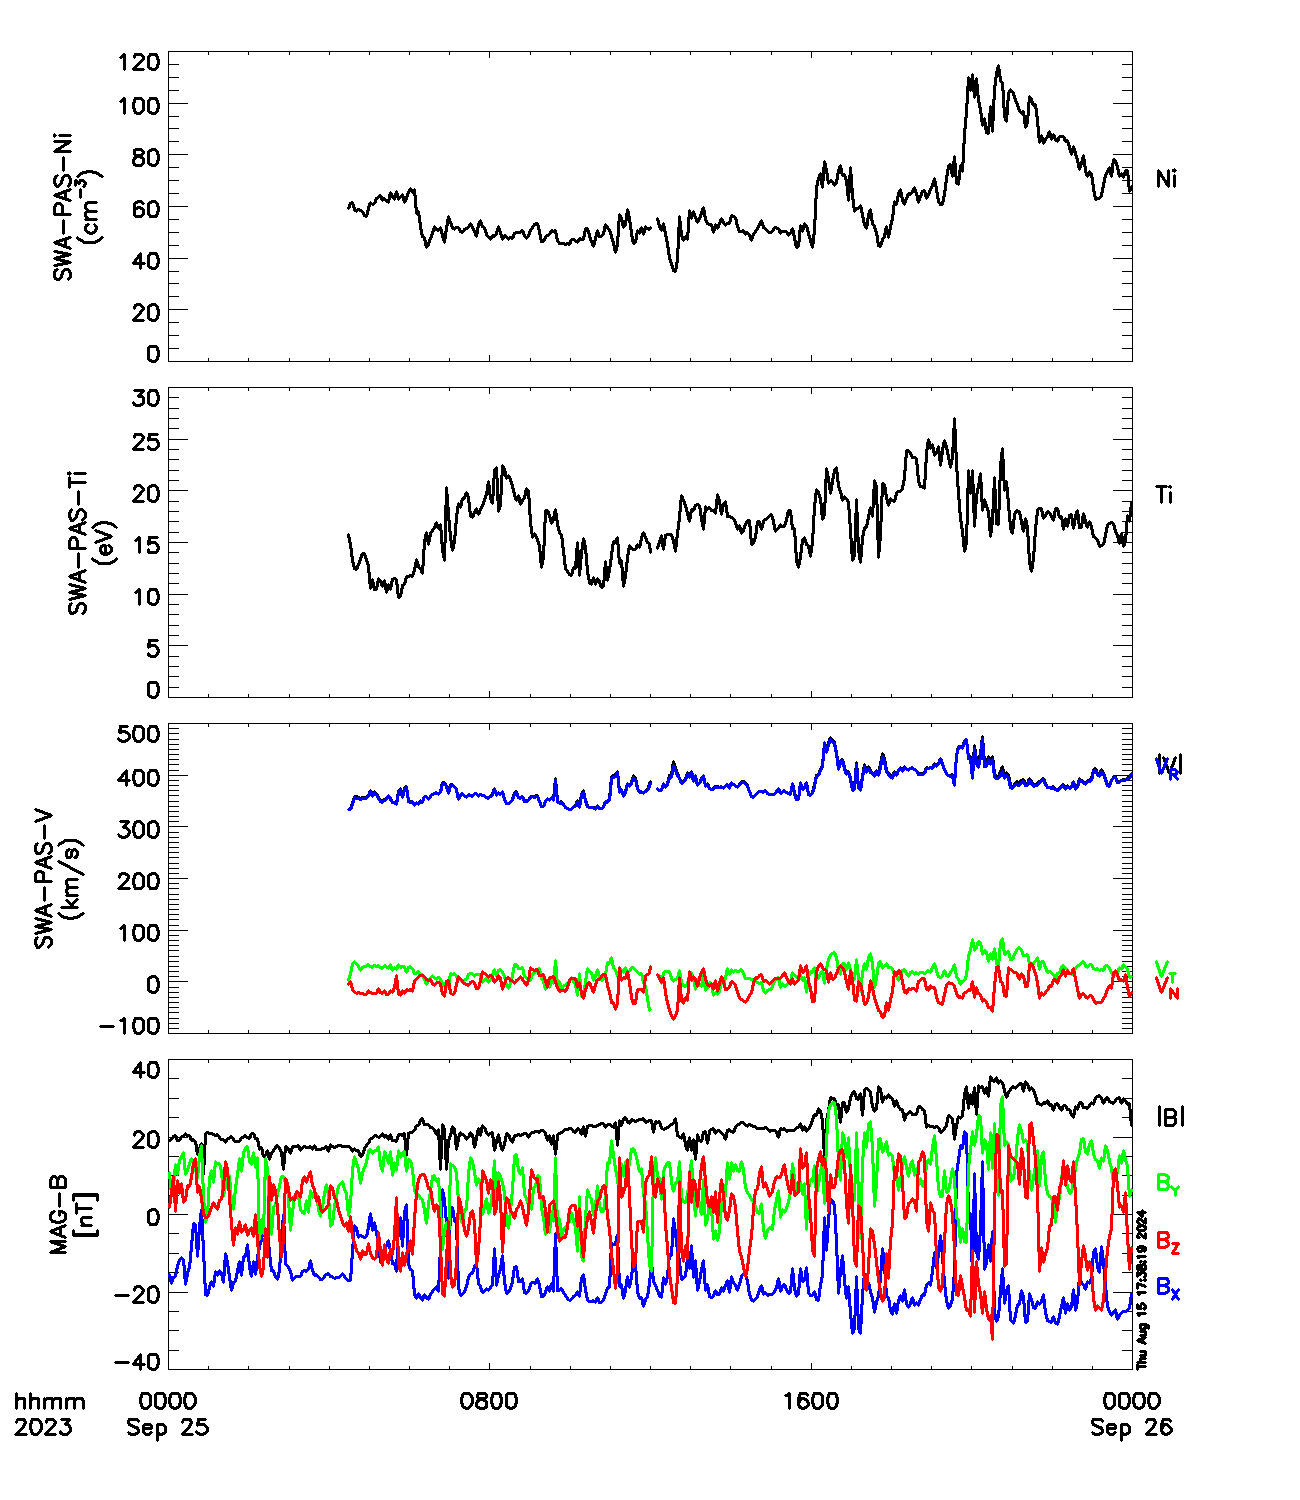 120
100
80
60
40
20
0
SWA-PAS-Ni
(cm⁻³)
Ni
30
25
20
15
10
5
0
SWA-PAS-Ti
(eV)
Ti
500
400
300
200
100
0
-100
SWA-PAS-V
(km/s)
|V|
V_R
V_T
V_N
40
20
0
-20
-40
MAG-B
[nT]
|B|
B_Y
B_Z
B_X
Thu Aug 15 17:38:19 2024
hhmm 0000 0800 1600 0000
2023 Sep 25 Sep 26